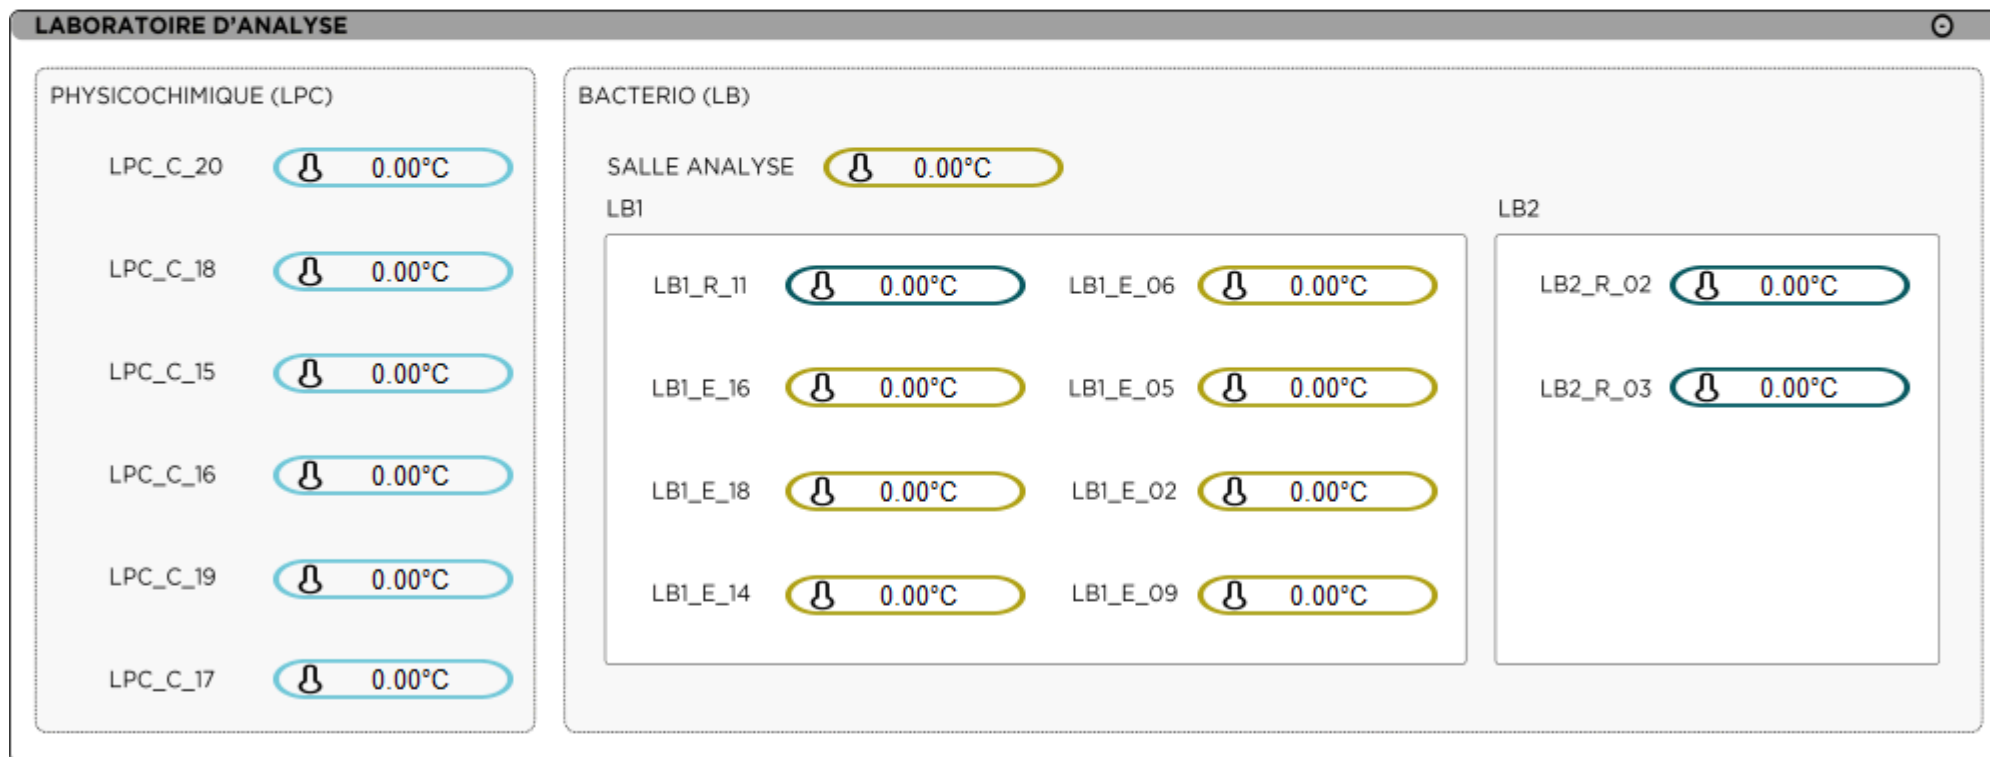 LABORATOIRE D'ANALYSE
PHYSICOCHIMIQUE (LPC)
LPC_C_20 0.00°C
LPC_C_18 0.00°C
LPC_C_15 0.00°C
LPC_C_16 0.00°C
LPC_C_19 0.00°C
LPC_C_17 0.00°C
BACTERIO (LB)
SALLE ANALYSE 0.00°C
LB1
LB1_R_11 0.00°C LB1_E_06 0.00°C
LB1_E_16 0.00°C LB1_E_05 0.00°C
LB1_E_18 0.00°C LB1_E_02 0.00°C
LB1_E_14 0.00°C LB1_E_09 0.00°C
LB2
LB2_R_02 0.00°C
LB2_R_03 0.00°C